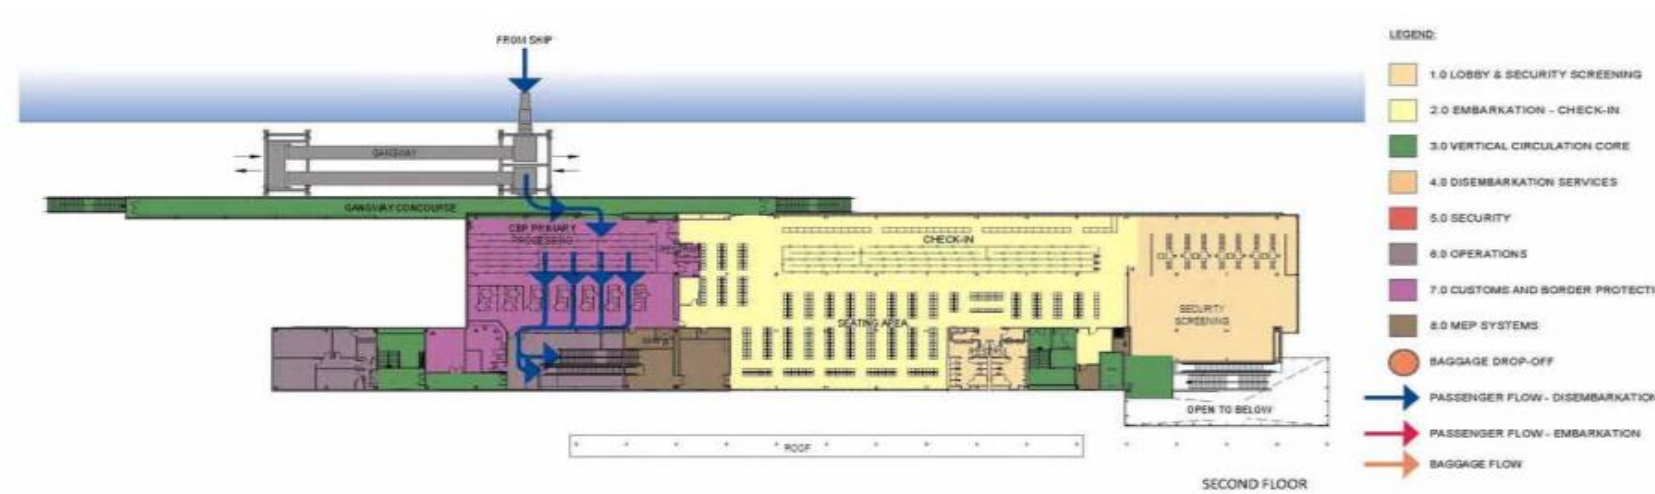 FROM SHIP
GANGWAY
GANGWAY CONCOURSE
CBP PRIMARY
PROCESSING
CHECK-IN
SEATING AREA
SECURITY
SCREENING
OPEN TO BELOW
ROOF
SECOND FLOOR
LEGEND:
1.0 LOBBY & SECURITY SCREENING
2.0 EMBARKATION - CHECK-IN
3.0 VERTICAL CIRCULATION CORE
4.0 DISEMBARKATION SERVICES
5.0 SECURITY
6.0 OPERATIONS
7.0 CUSTOMS AND BORDER PROTECTI
8.0 MEP SYSTEMS
BAGGAGE DROP-OFF
PASSENGER FLOW - DISEMBARKATION
PASSENGER FLOW - EMBARKATION
BAGGAGE FLOW